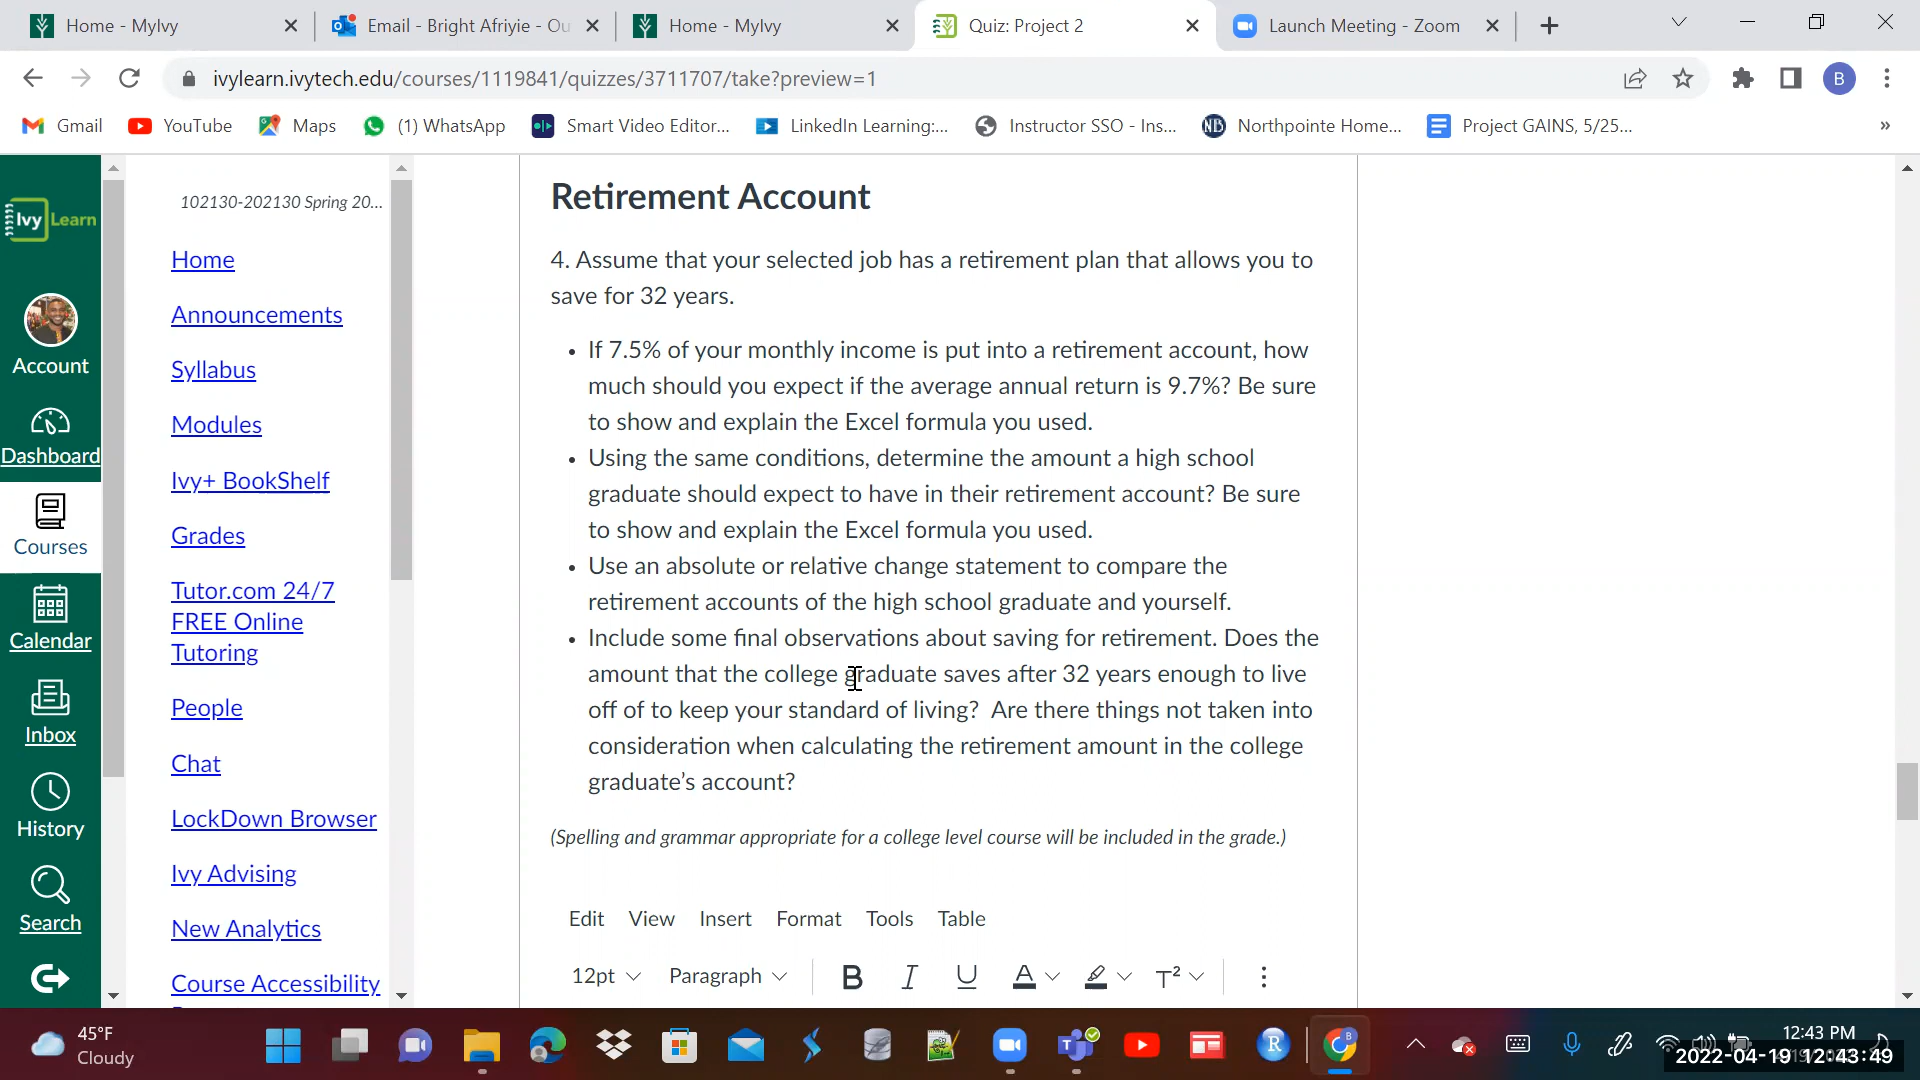 Home - MyIvy
Email - Bright Afriyie - Ou
Home - MyIvy
Quiz: Project 2
Launch Meeting - Zoom
ivylearn.ivytech.edu/courses/1119841/quizzes/3711707/take?preview=1
B
Gmail
YouTube
Maps
(1) WhatsApp
Smart Video Editor...
LinkedIn Learning:...
Instructor SSO - Ins...
NB
Northpointe Home...
Project GAINS, 5/25...
»
Ivy Learn
Account
Dashboard
Courses
Calendar
Inbox
History
Search
102130-202130 Spring 20...
Home
Announcements
Syllabus
Modules
Ivy+ BookShelf
Grades
Tutor.com 24/7
FREE Online
Tutoring
People
Chat
LockDown Browser
Ivy Advising
New Analytics
Course Accessibility
Retirement Account
4. Assume that your selected job has a retirement plan that allows you to
save for 32 years.
• If 7.5% of your monthly income is put into a retirement account, how
much should you expect if the average annual return is 9.7%? Be sure
to show and explain the Excel formula you used.
• Using the same conditions, determine the amount a high school
graduate should expect to have in their retirement account? Be sure
to show and explain the Excel formula you used.
• Use an absolute or relative change statement to compare the
retirement accounts of the high school graduate and yourself.
• Include some final observations about saving for retirement. Does the
amount that the college graduate saves after 32 years enough to live
off of to keep your standard of living?  Are there things not taken into
consideration when calculating the retirement amount in the college
graduate's account?
(Spelling and grammar appropriate for a college level course will be included in the grade.)
Edit View Insert Format Tools Table
12pt Paragraph B I U A T²
45°F
Cloudy
R
B
12:43 PM
2022-04-19 12:43:49